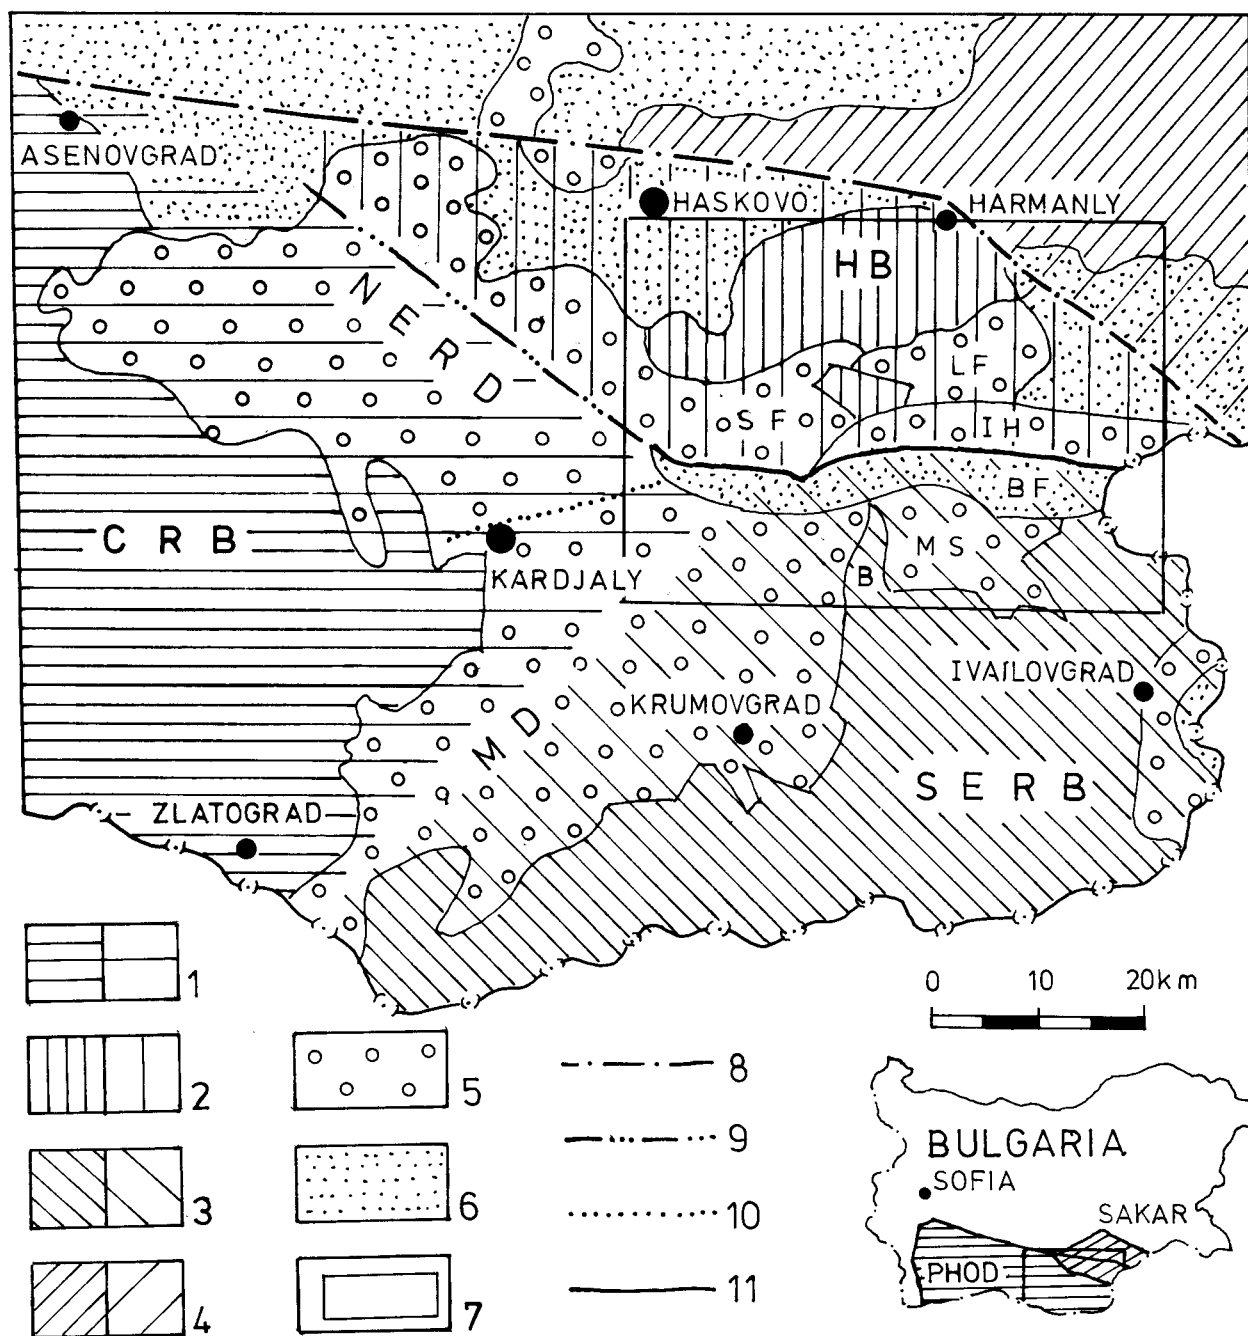 ASENOVGRAD
HASKOVO
HARMANLY
HB
NERD
LF
SF
IH
BF
CRB
MS
B
KARDJALY
IVAILOVGRAD
KRUMOVGRAD
MD
SERB
ZLATOGRAD
1
2
3
4
5
6
7
8
9
10
11
0 10 20km
BULGARIA
SOFIA
SAKAR
PHOD